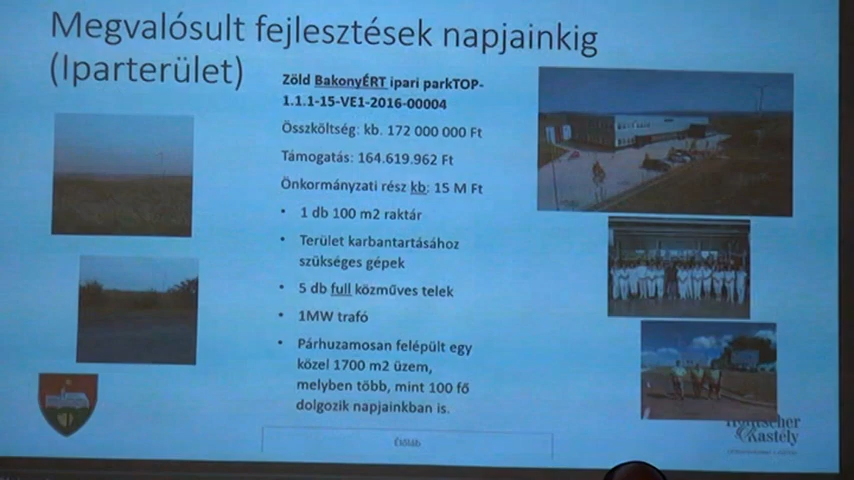 Megvalósult fejlesztések napjainkig
(Iparterület)
Zöld BakonyÉRT ipari parkTOP-
1.1.1-15-VE1-2016-00004
Összköltség: kb. 172 000 000 Ft
Támogatás: 164.619.962 Ft
Önkormányzati rész kb: 15 M Ft
• 1 db 100 m2 raktár
• Terület karbantartásához
szükséges gépek
• 5 db full közműves telek
• 1MW trafó
• Párhuzamosan felépült egy
közel 1700 m2 üzem,
melyben több, mint 100 fő
dolgozik napjainkban is.
Élőláb
Kastély